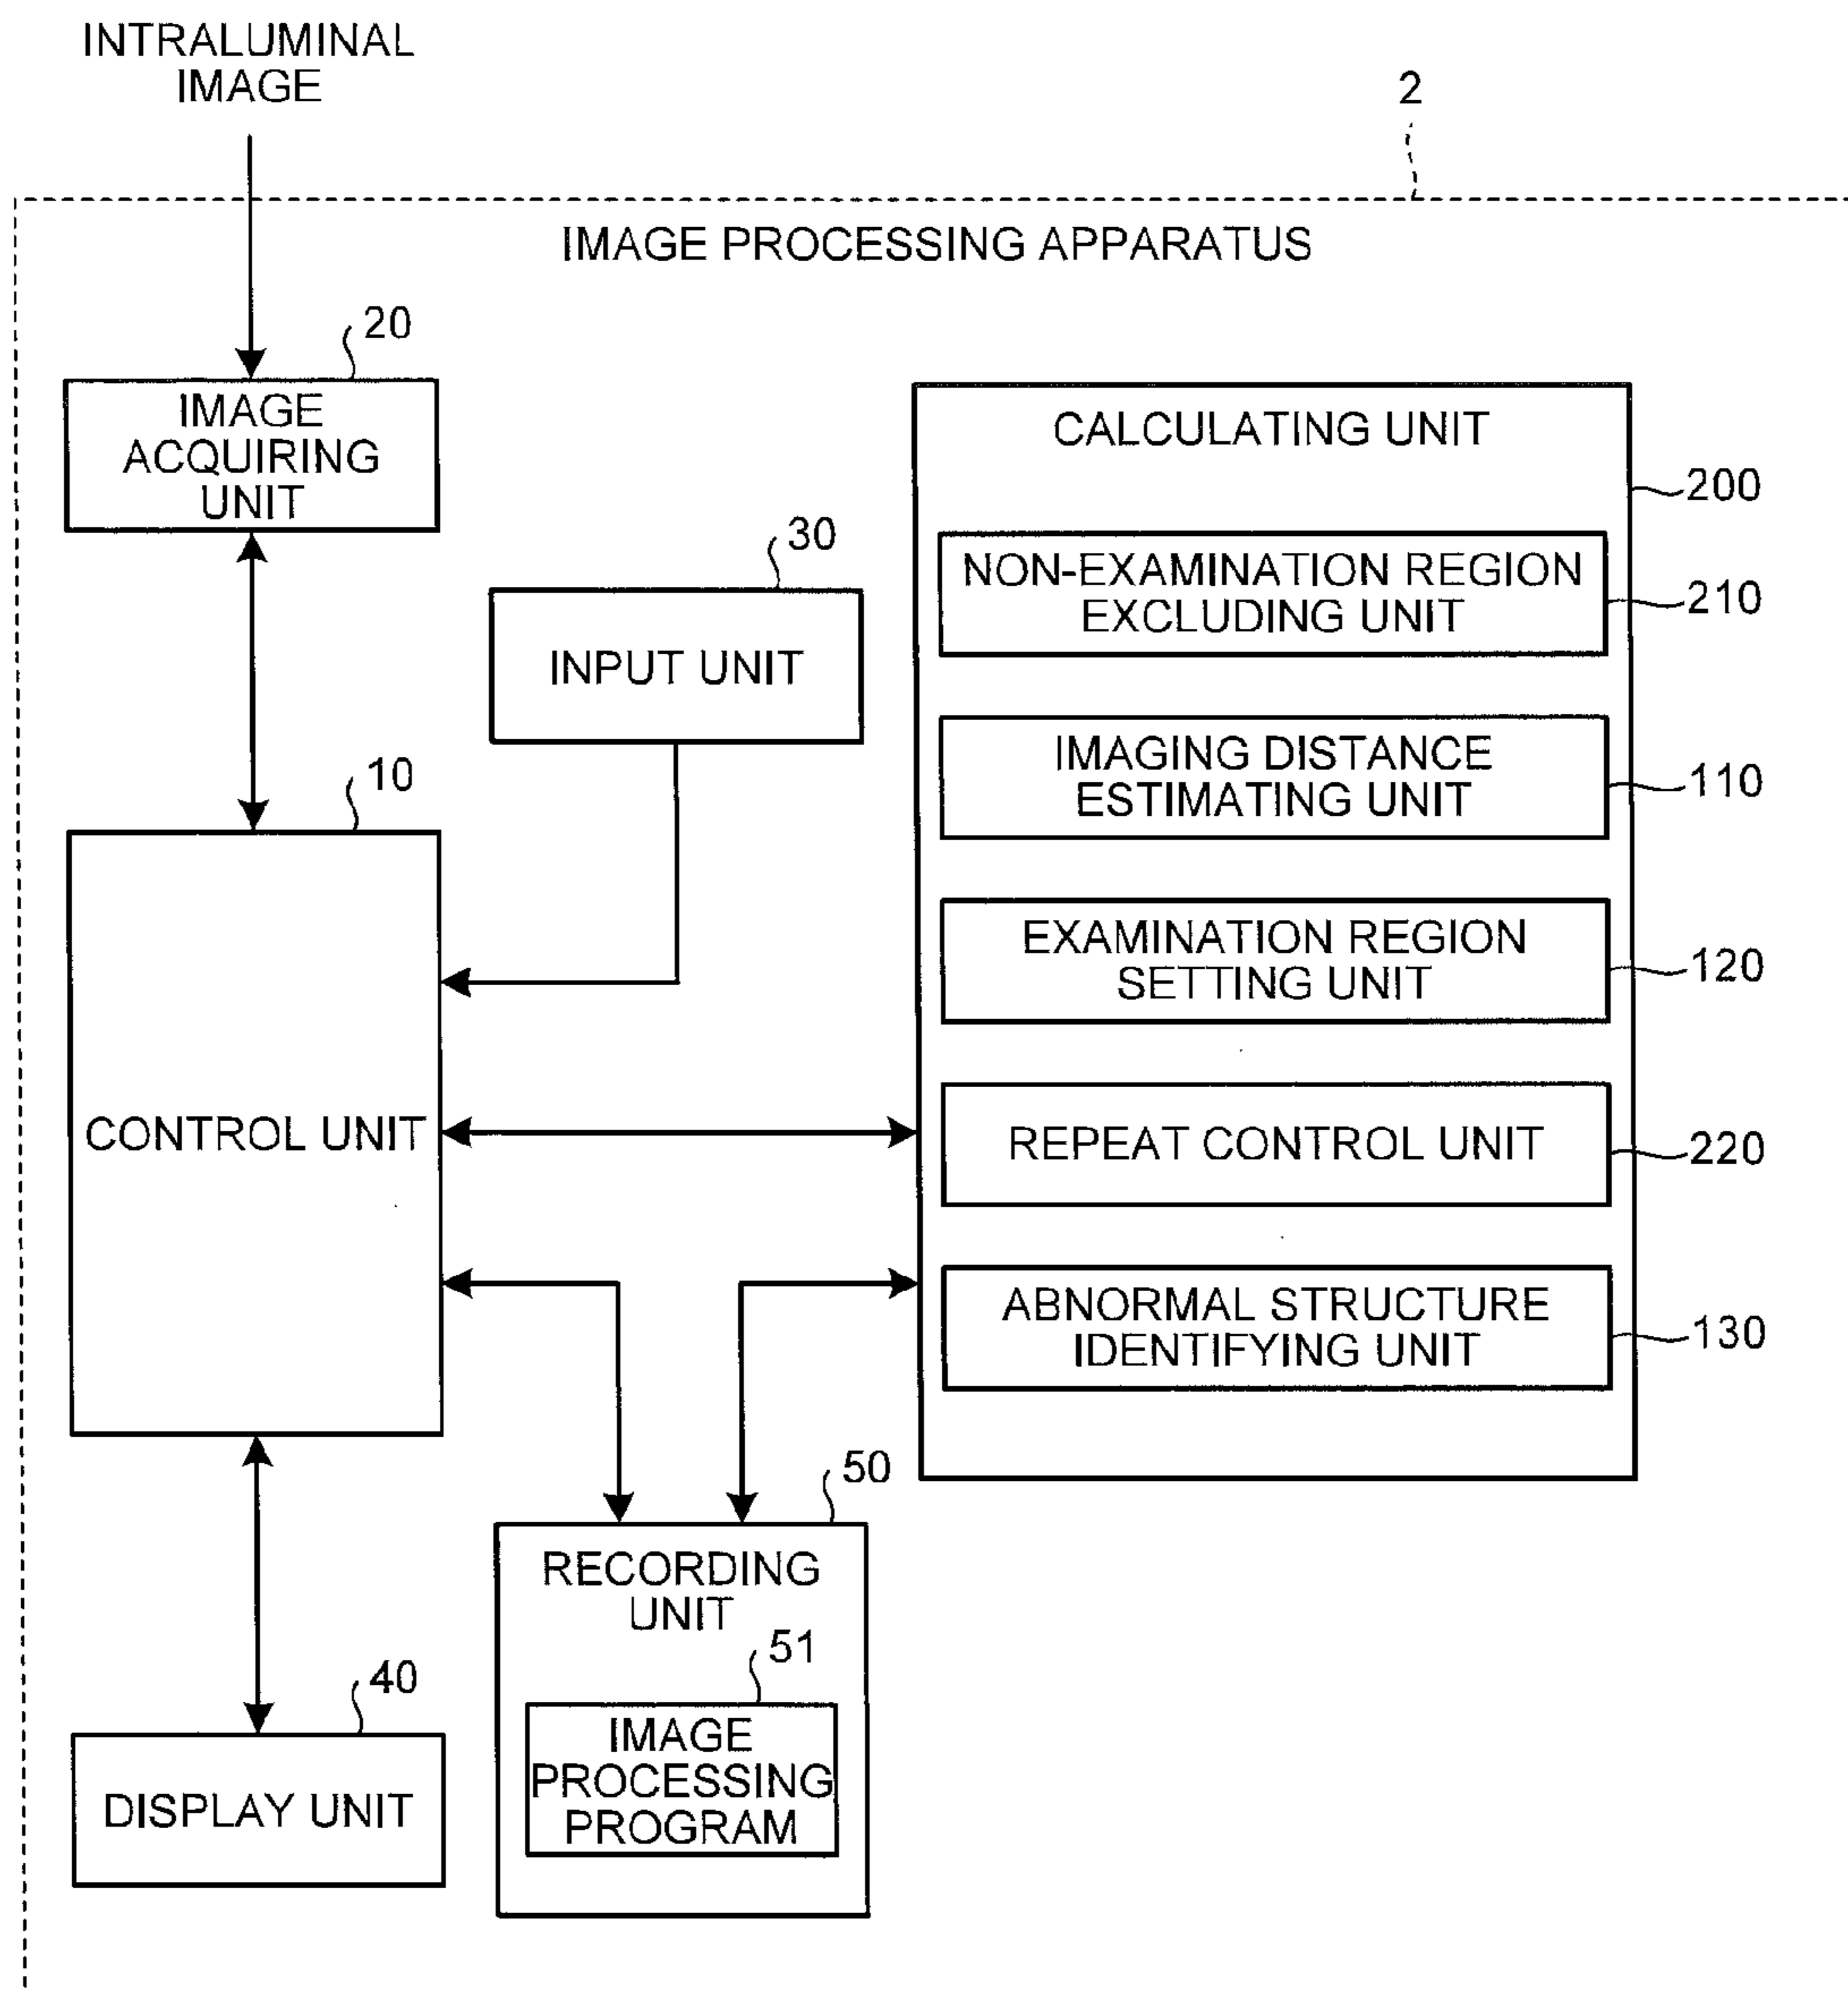 INTRALUMINAL
IMAGE
2
IMAGE PROCESSING APPARATUS
20
IMAGE
ACQUIRING
UNIT
CALCULATING UNIT
200
30
INPUT UNIT
NON-EXAMINATION REGION
EXCLUDING UNIT
210
IMAGING DISTANCE
ESTIMATING UNIT
110
10
CONTROL UNIT
EXAMINATION REGION
SETTING UNIT
120
REPEAT CONTROL UNIT
220
ABNORMAL STRUCTURE
IDENTIFYING UNIT
130
50
RECORDING
UNIT
51
IMAGE
PROCESSING
PROGRAM
40
DISPLAY UNIT